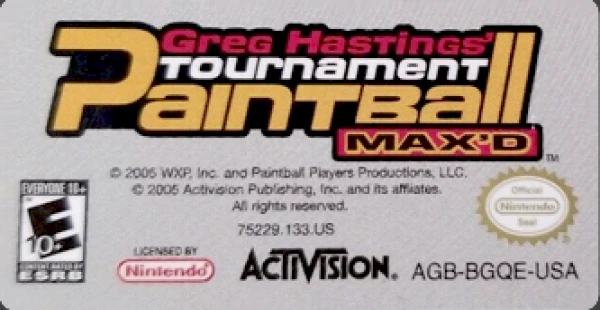 Greg Hastings'
Tournament
Paintball
MAX'D
TM
© 2005 WXP, Inc. and Paintball Players Productions, LLC.
© 2005 Activision Publishing, Inc. and its affiliates.
All rights reserved.
75229.133.US
EVERYONE 10+
E
10+
CONTENT RATED BY
ESRB
LICENSED BY
Nintendo
ACTIVISION.
Official
Nintendo
Seal
AGB-BGQE-USA